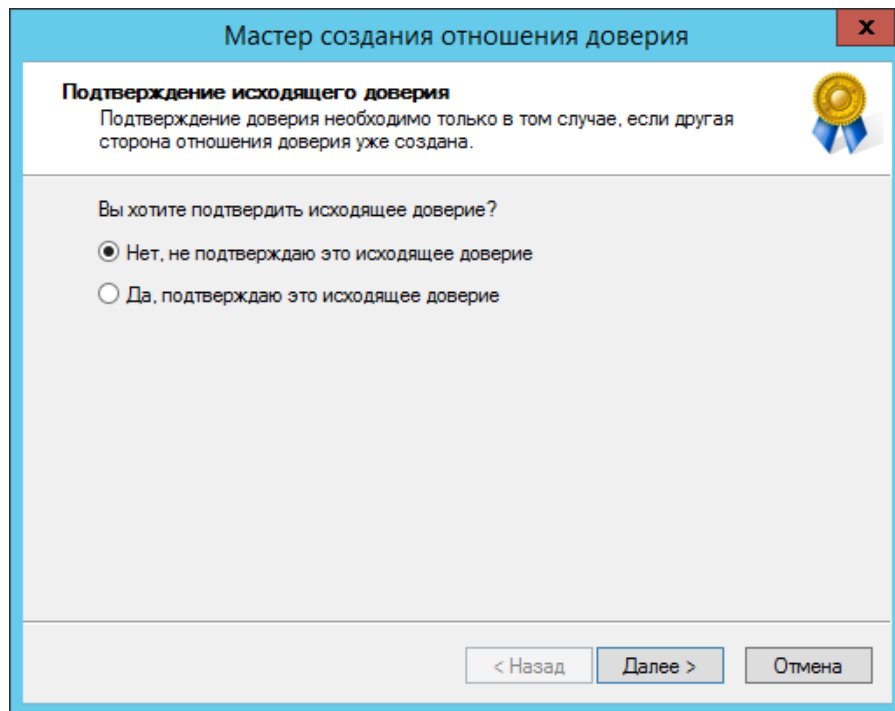 Мастер создания отношения доверия
x
Подтверждение исходящего доверия
Подтверждение доверия необходимо только в том случае, если другая
сторона отношения доверия уже создана.
Вы хотите подтвердить исходящее доверие?
Нет, не подтверждаю это исходящее доверие
Да, подтверждаю это исходящее доверие
< Назад Далее > Отмена